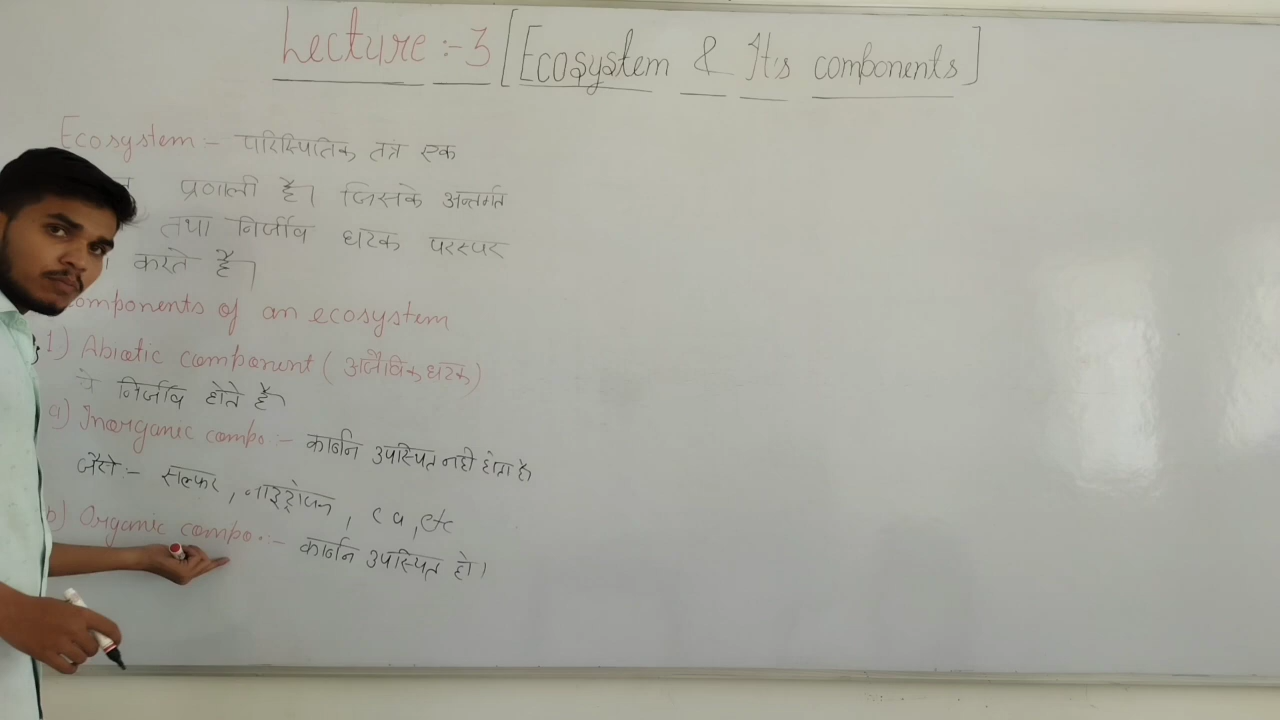 Lecture :- 3 [Ecosystem & It's components]
Ecosystem :- पारिस्थितिक तंत्र एक
प्रणाली है। जिसके अन्तर्गत
तथा निर्जीव घटक परस्पर
करते है।
components of an ecosystem
1) Abiotic component (अजैविक घटक)
ये निर्जीव होते है
a) Inorganic compo :- कार्बन उपस्थित नही होता है।
जैसे :- सल्फर, नाइट्रोजन, Ca, etc
b) Organic compo. :- कार्बन उपस्थित हो।